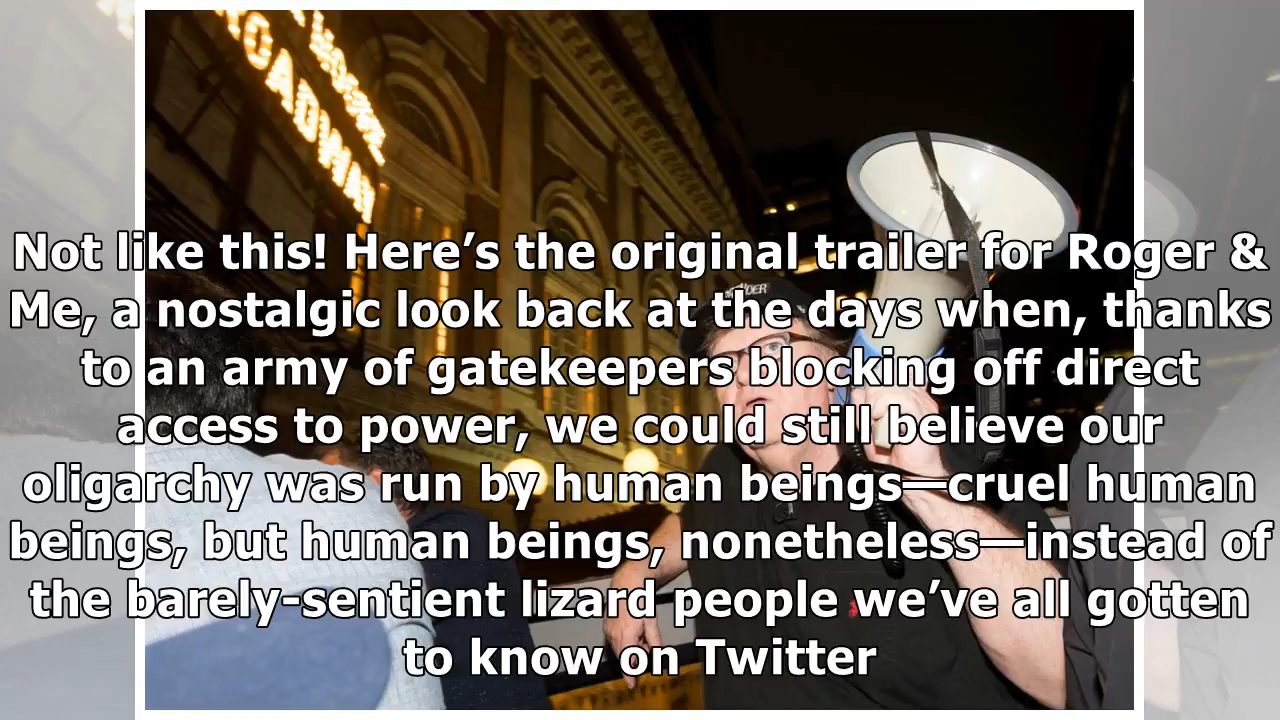 BROADWAY
Not like this! Here’s the original trailer for Roger &
Me, a nostalgic look back at the days when, thanks
to an army of gatekeepers blocking off direct
access to power, we could still believe our
oligarchy was run by human beings—cruel human
beings, but human beings, nonetheless—instead of
the barely-sentient lizard people we’ve all gotten
to know on Twitter